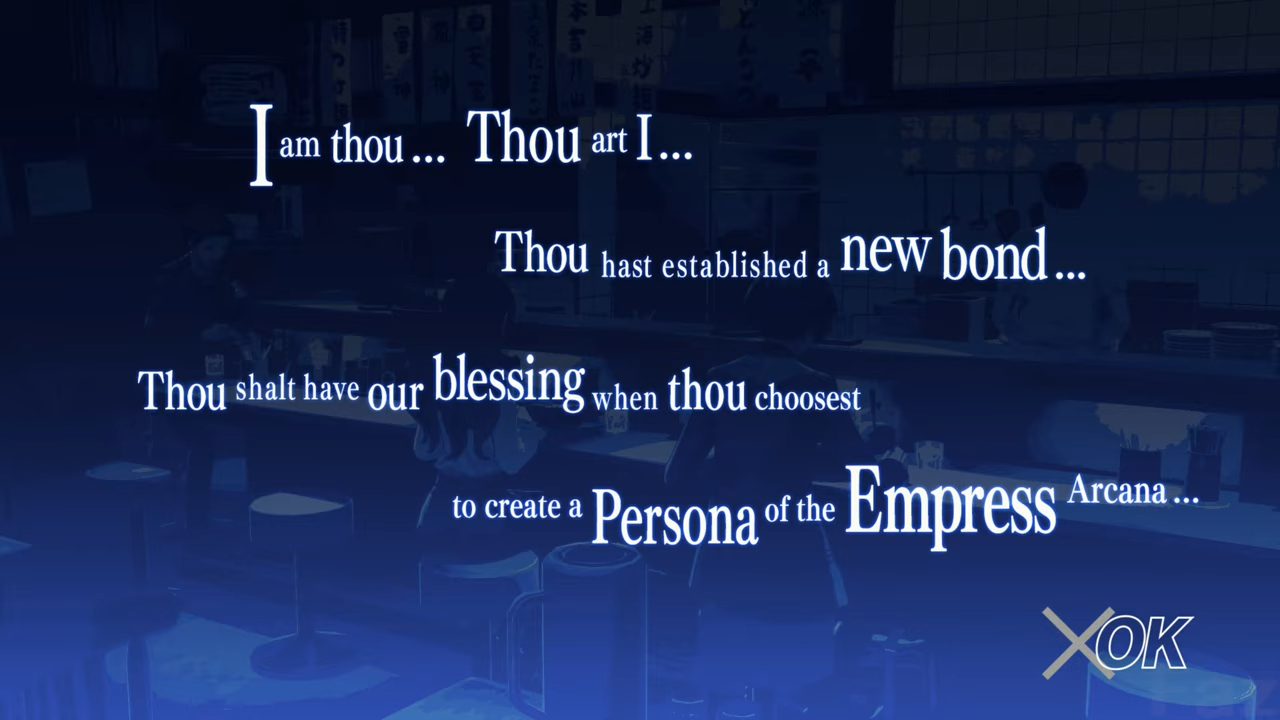 I am thou... Thou art I...
Thou hast established a new bond...
Thou shalt have our blessing when thou choosest
to create a Persona of the Empress Arcana...
OK